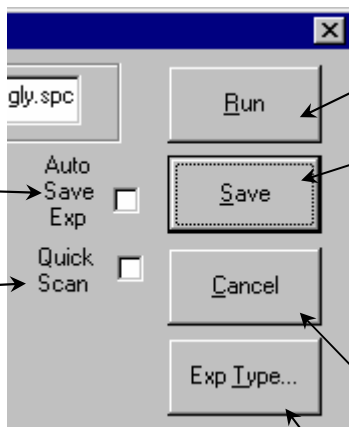 gly.spc
Run
Auto
Save
Exp
Save
Quick
Scan
Cancel
Exp Type...